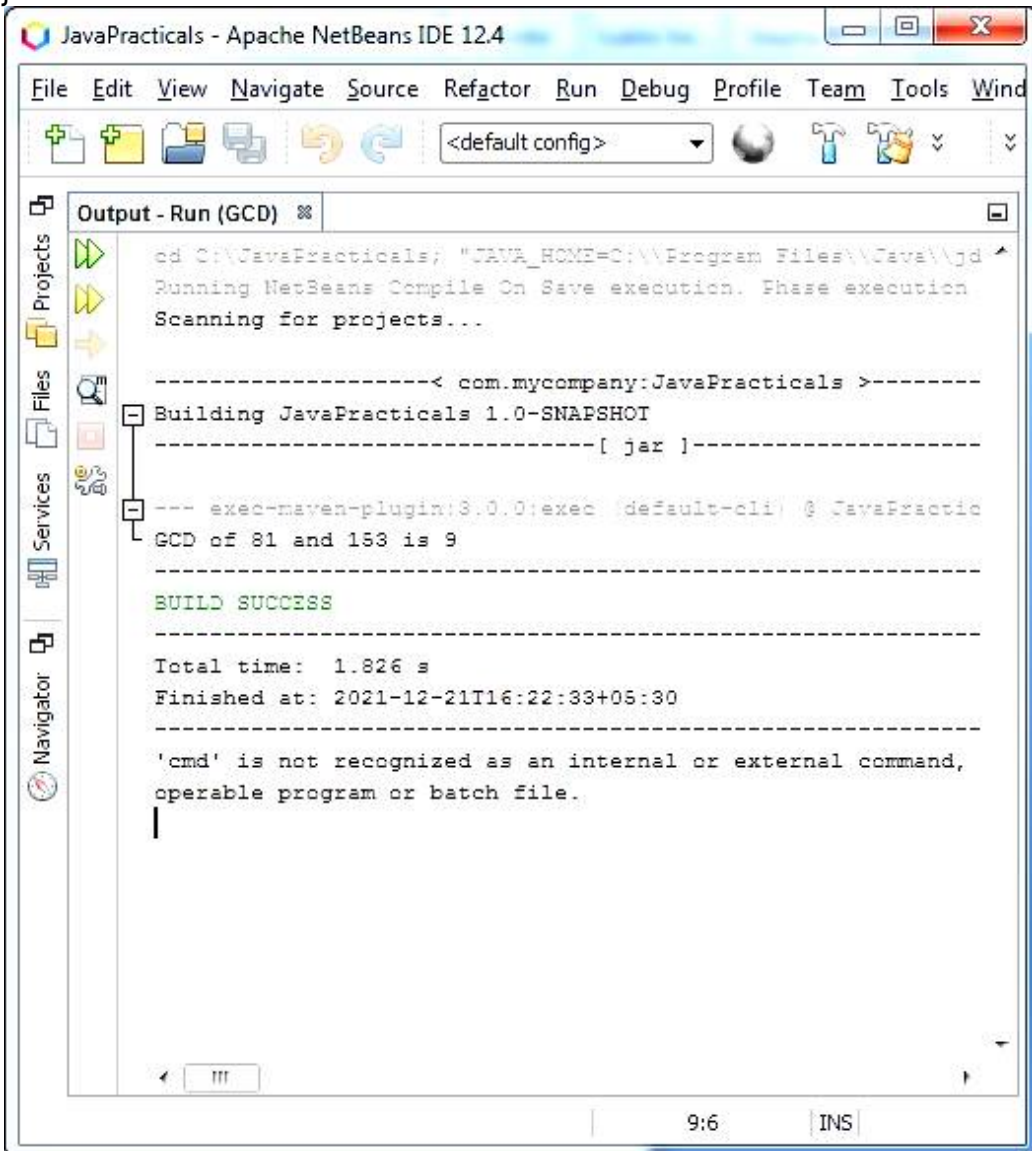 JavaPracticals - Apache NetBeans IDE 12.4
File Edit View Navigate Source Refactor Run Debug Profile Team Tools Wind
<default config>
Output - Run (GCD)
Projects
Files
Services
Navigator
cd C:\JavaPracticals; "JAVA_HOME=C:\\Program Files\\Java\\jd
Running NetBeans Compile On Save execution. Phase execution
Scanning for projects...
--------------------< com.mycompany:JavaPracticals >--------
Building JavaPracticals 1.0-SNAPSHOT
--------------------------------[ jar ]---------------------
--- exec-maven-plugin:3.0.0:exec (default-cli) @ JavaPractic
GCD of 81 and 153 is 9
------------------------------------------------------------
BUILD SUCCESS
------------------------------------------------------------
Total time:  1.826 s
Finished at: 2021-12-21T16:22:33+05:30
------------------------------------------------------------
'cmd' is not recognized as an internal or external command,
operable program or batch file.
9:6
INS